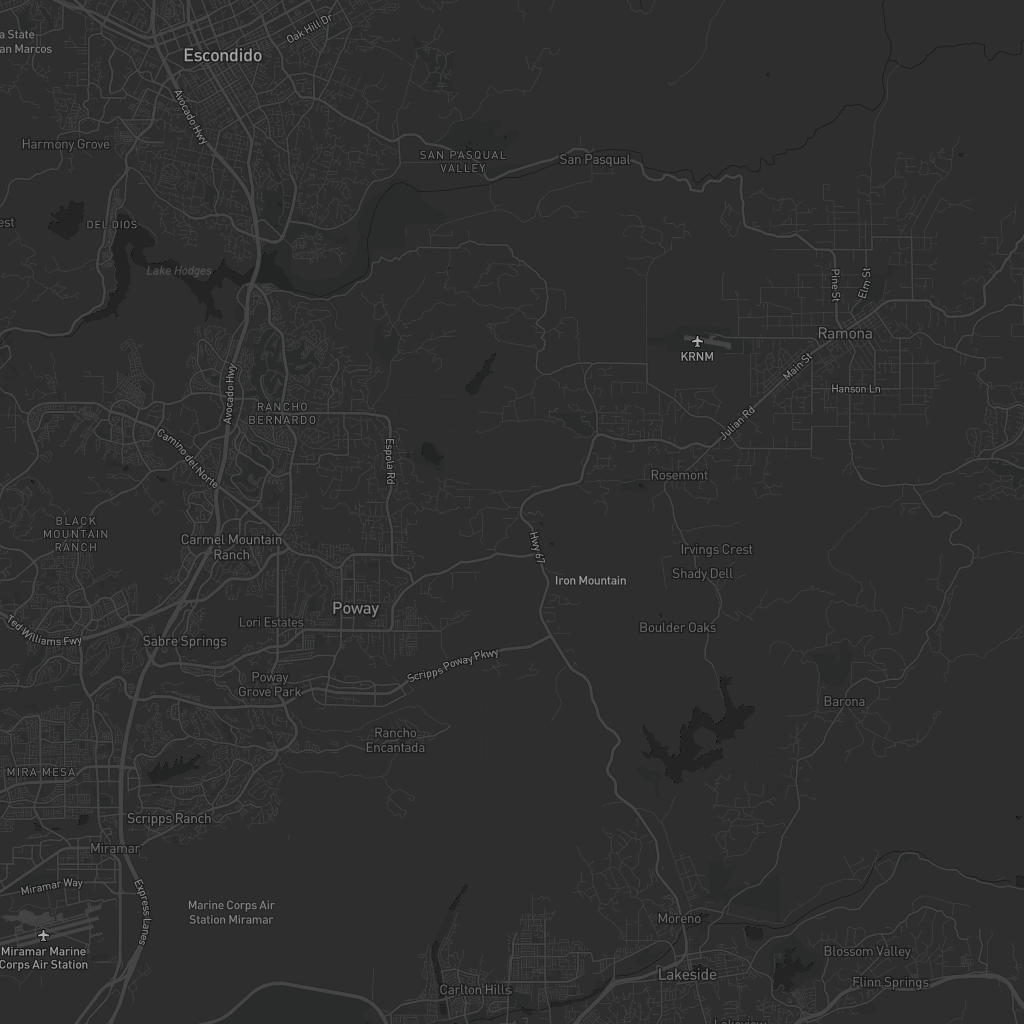 a State
an Marcos
Oak Hill Dr
Escondido
Avocado Hwy
Harmony Grove
SAN PASQUAL
VALLEY
San Pasqual
est
DEL DIOS
Lake Hodges
Pine St
Elm St
Ramona
KRNM
Main St
Hanson Ln
Avocado Hwy
RANCHO
BERNARDO
Julian Rd
Camino del Norte
Espola Rd
Rosemont
BLACK
MOUNTAIN
RANCH
Carmel Mountain
Ranch
Hwy 67
Irvings Crest
Shady Dell
Iron Mountain
Poway
Ted Williams Fwy
Lori Estates
Sabre Springs
Boulder Oaks
Scripps Poway Pkwy
Poway
Grove Park
Barona
Rancho
Encantada
MIRA MESA
Scripps Ranch
Miramar
Miramar Way
Express Lanes
Marine Corps Air
Station Miramar
Moreno
Miramar Marine
Corps Air Station
Blossom Valley
Lakeside
Flinn Springs
Carlton Hills
Lakeview